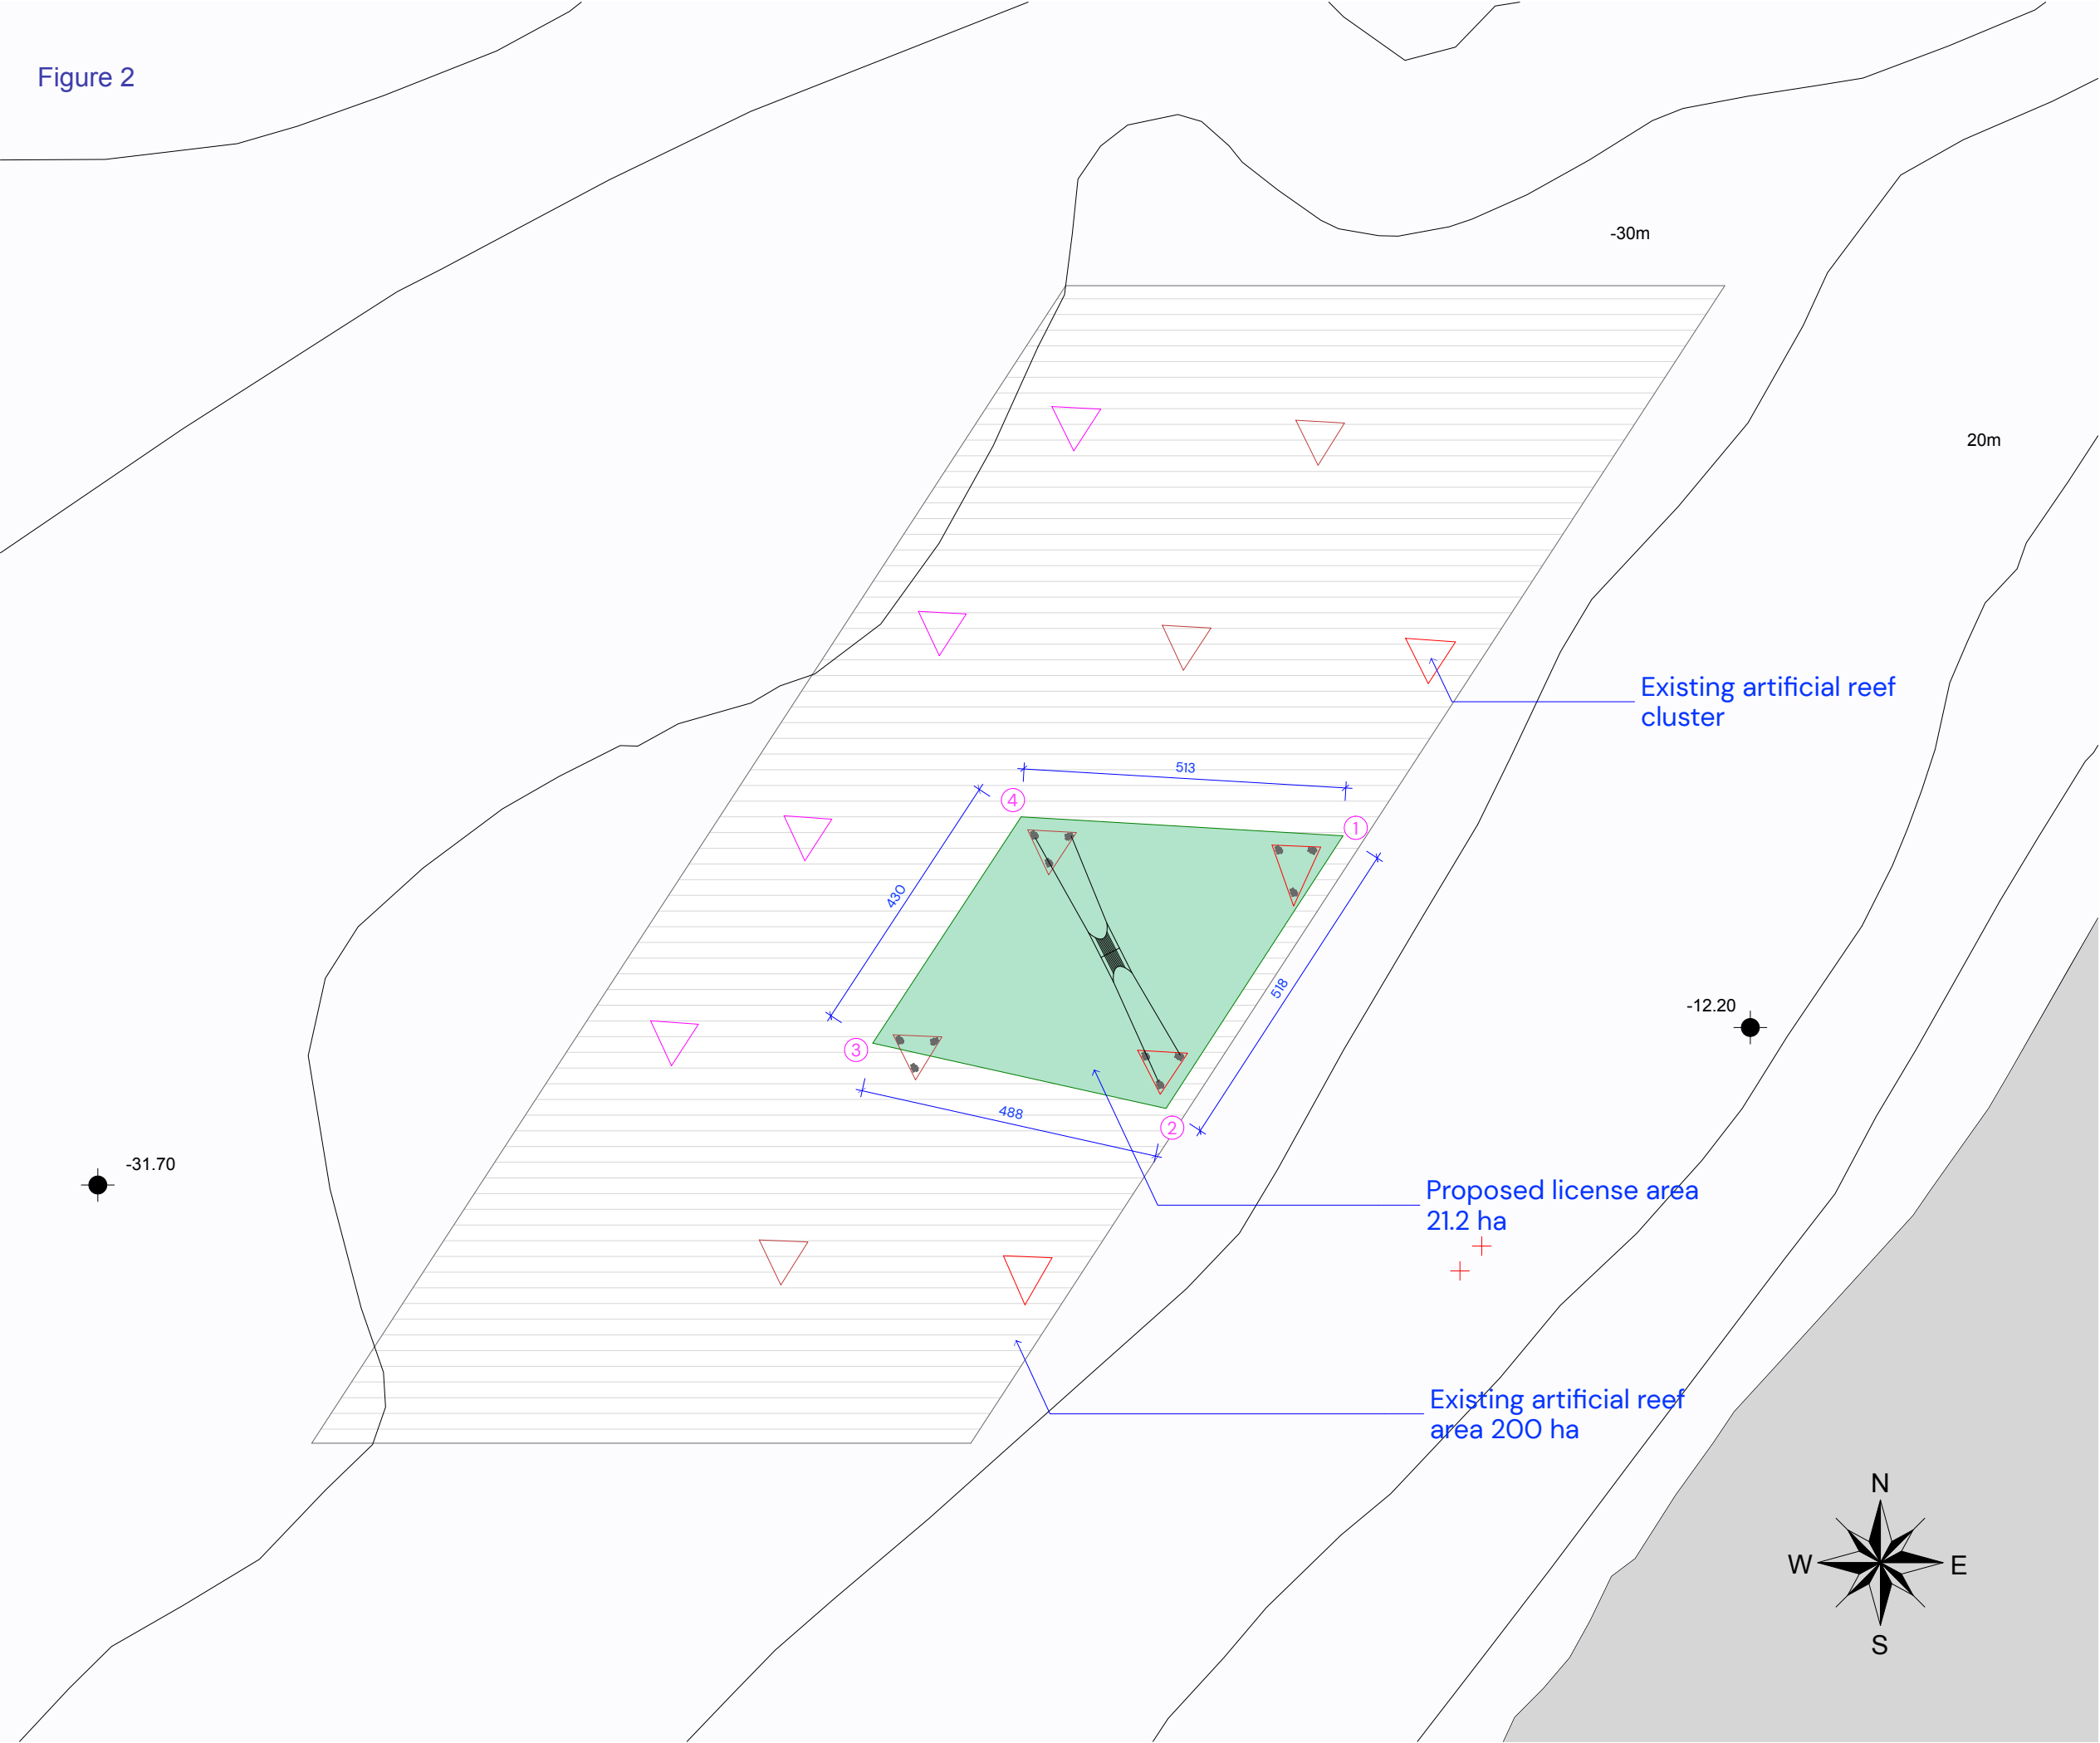 Figure 2
-30m
20m
Existing artificial reef
cluster
513
4
1
430
518
-12.20
3
488
2
-31.70
Proposed license area
21.2 ha
Existing artificial reef
area 200 ha
N
W
E
S